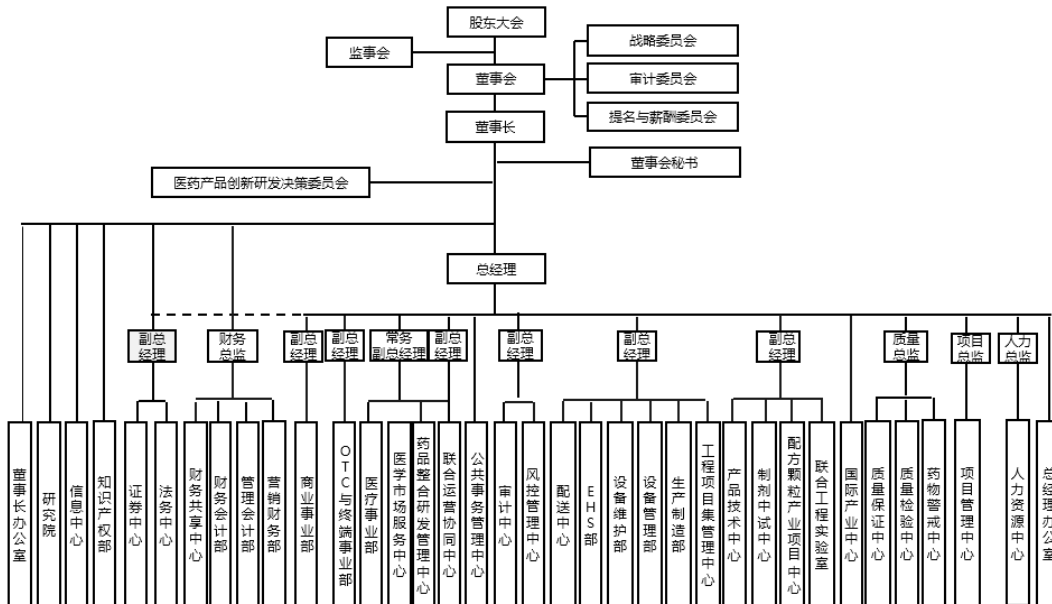 股东大会
监事会
战略委员会
董事会
审计委员会
提名与薪酬委员会
董事长
董事会秘书
医药产品创新研发决策委员会
总经理
副总
经理
财务
总监
副总
经理
副总
经理
常务
副总经理
副总
经理
副总
经理
副总
经理
副总
经理
质量
总监
项目
总监
人力
总监
董事长办公室
研究院
信息中心
知识产权部
证券中心
法务中心
财务共享中心
财务会计部
管理会计部
营销财务部
商业事业部
OTC与终端事业部
医疗事业部
医学市场服务中心
药品整合研发管理中心
联合运营协同中心
公共事务管理中心
审计中心
风控管理中心
配送中心
EHS部
设备维护部
设备管理部
生产制造部
工程项目集管理中心
产品技术中心
制剂中试中心
配方颗粒产业项目中心
联合工程实验室
国际产业中心
质量保证中心
质量检验中心
药物警戒中心
项目管理中心
人力资源中心
总经理办公室